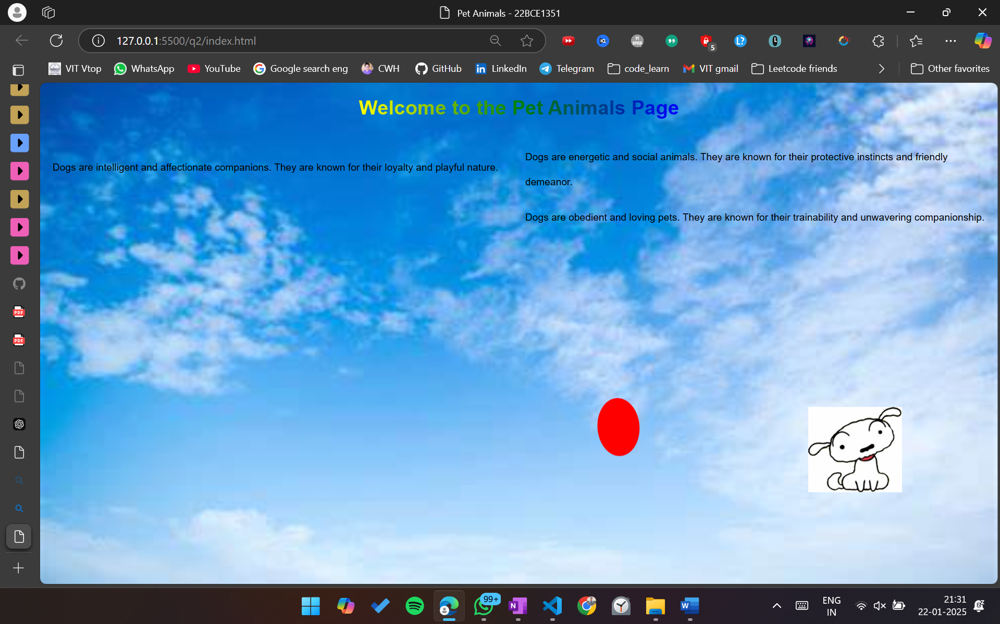 Pet Animals - 22BCE1351
127.0.0.1:5500/q2/index.html
YT SPEED
5
VIT Vtop
WhatsApp
YouTube
Google search eng
CWH
GitHub
LinkedIn
Telegram
code_learn
VIT gmail
Leetcode friends
Other favorites
Welcome to the Pet Animals Page
Dogs are intelligent and affectionate companions. They are known for their loyalty and playful nature.
Dogs are energetic and social animals. They are known for their protective instincts and friendly
demeanor.
Dogs are obedient and loving pets. They are known for their trainability and unwavering companionship.
PDF
PDF
99+
ENG
IN
21:31
22-01-2025